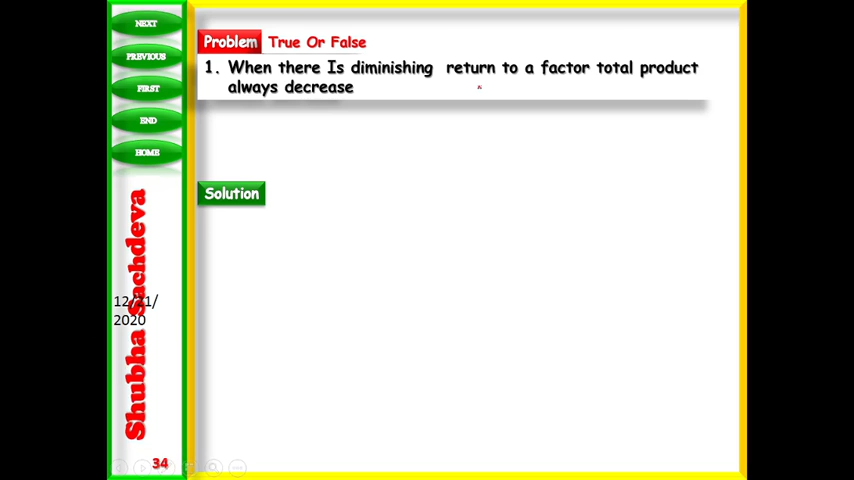 NEXT
PREVIOUS
FIRST
END
HOME
Shubha Sachdeva
12/21/
2020
34
Problem True Or False
1. When there Is diminishing return to a factor total product
always decrease
Solution